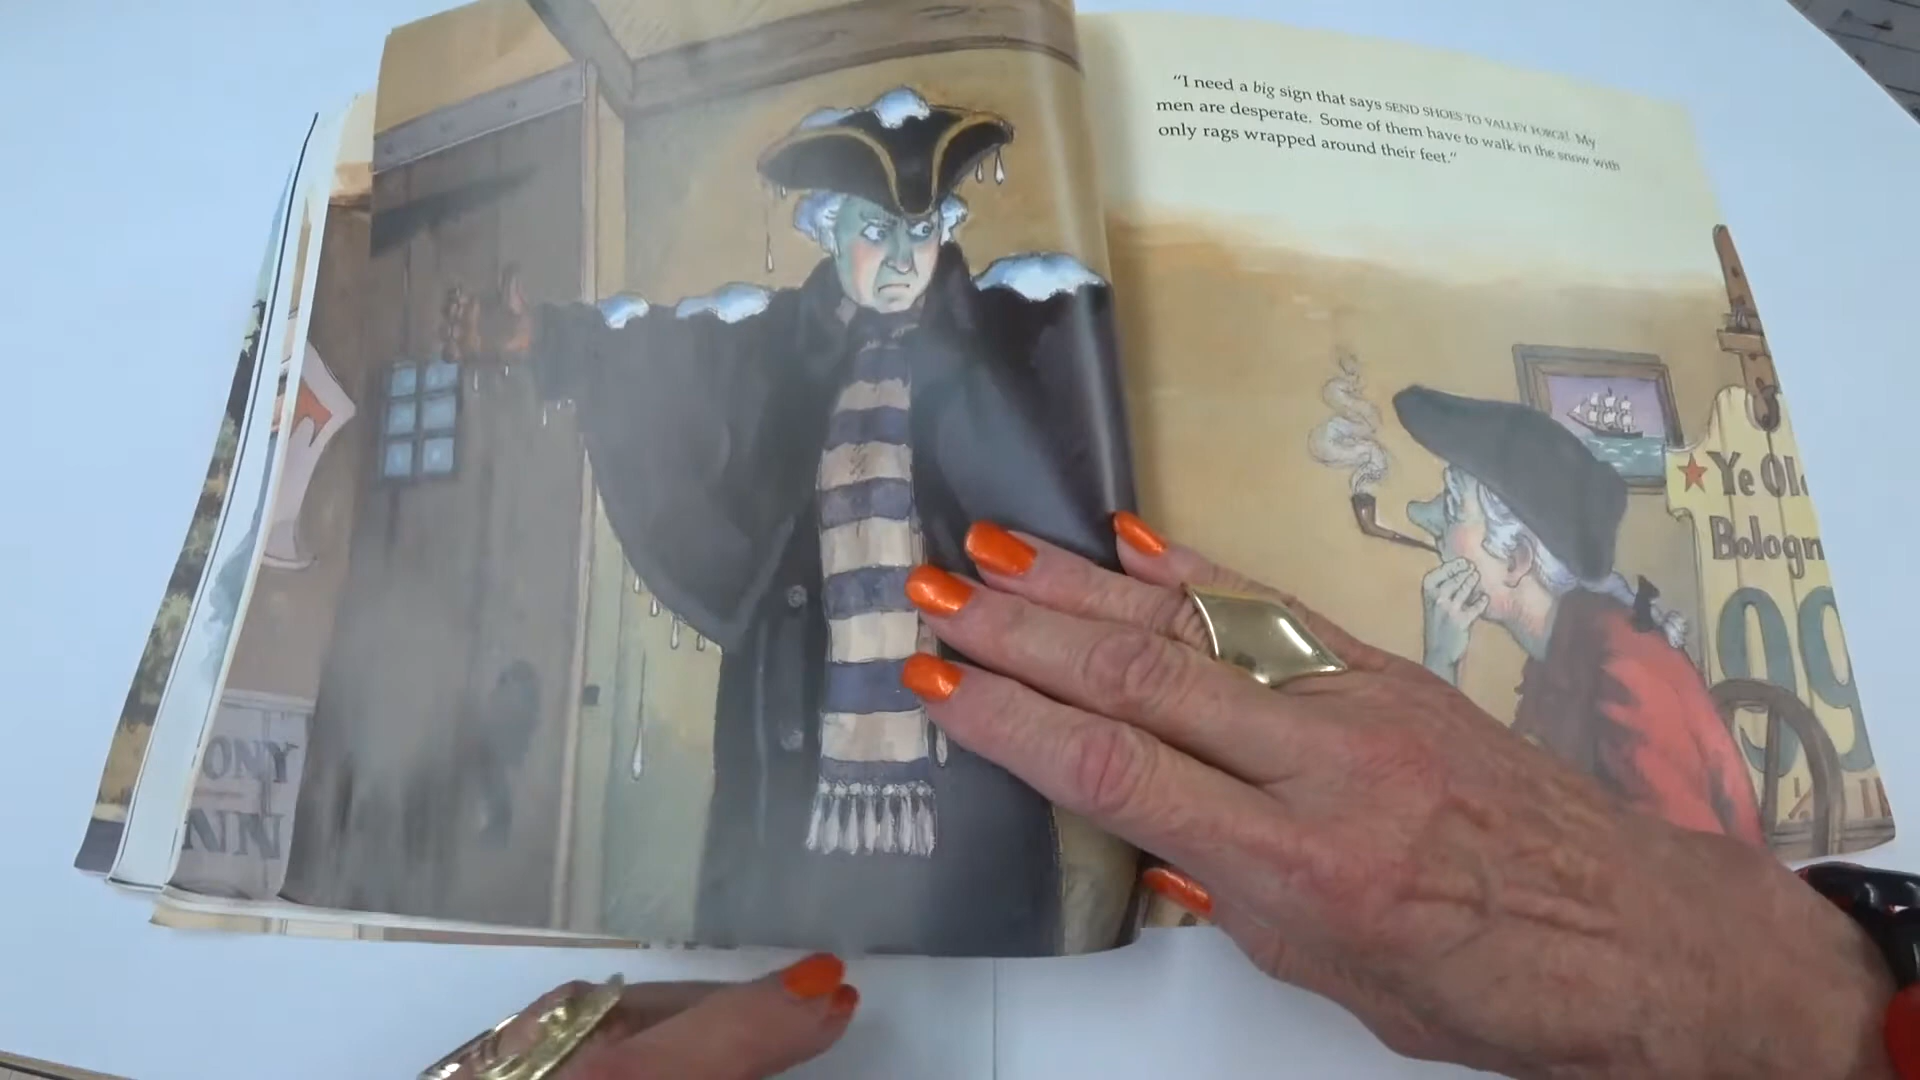 "I need a big sign that says SEND SHOES TO VALLEY FORGE! My
men are desperate. Some of them have to walk in the snow with
only rags wrapped around their feet."
Ye Ol
Bologn
99
ONY
NN